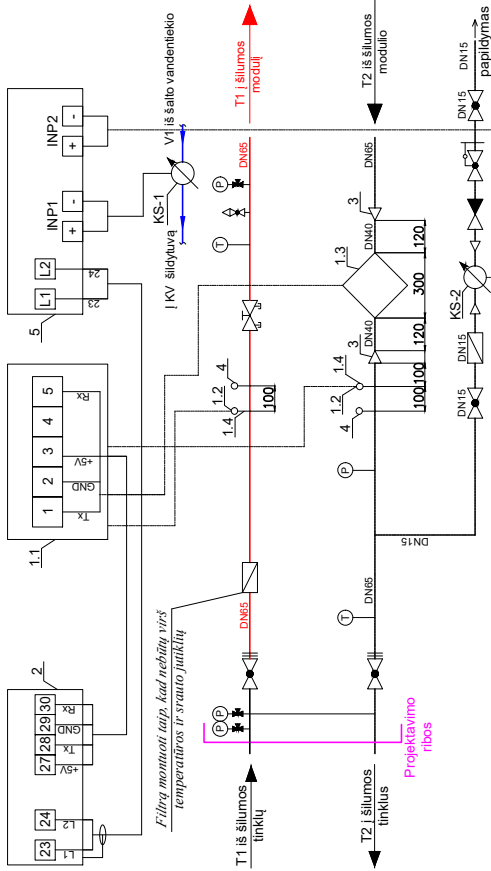 2
23
24
27
28
29
30
L1
L2
+5V
Tx
GND
Rx
1.1
1
2
3
4
5
Tx
GND
+5V
Rx
5
L1
L2
23
24
INP1
+
-
INP2
+
-
KS-1
V1 iš šalto vandentiekio
Į KV šildytuvą
Filtrą montuoti taip, kad nebūtų virš
temperatūros ir srauto jutiklių
T1 iš šilumos
tinklų
P
P
DN65
1.4
1.2
4
100
T
P
DN65
T1 į šilumos
modulį
T2 į šilumos
tinklus
Projektavimo
ribos
T
DN65
P
4
1.2
1.4
3
DN40
1.3
DN40
3
DN65
100
100
120
300
120
T2 iš šilumos
modulio
DN15
DN15
DN15
KS-2
DN15
DN15
papildymas